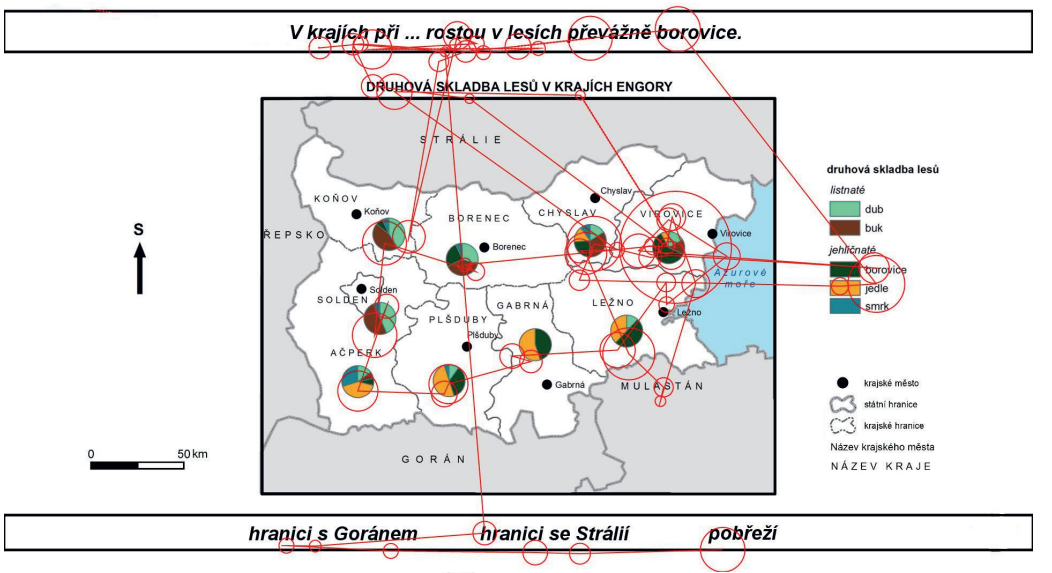 V krajích při ... rostou v lesích převážně borovice.
DRUHOVÁ SKLADBA LESŮ V KRAJÍCH ENGORY
STRÁLIE
KOŇOV
Koňov
ŘEPSKO
BORENEC
Borenec
CHYSLAV
Chyslav
VIROVICE
Virovice
Azurové
moře
S
SOLDEN
Solden
PLŠDUBY
Plšduby
GABRNÁ
Gabrná
LEŽNO
Ležno
AČPERK
MULASTÁN
GORÁN
0 50 km
druhová skladba lesů
listnaté
dub
buk
jehličnaté
borovice
jedle
smrk
krajské město
státní hranice
krajské hranice
Název krajského města
NÁZEV KRAJE
hranici s Goránem hranici se Strálií pobřeží